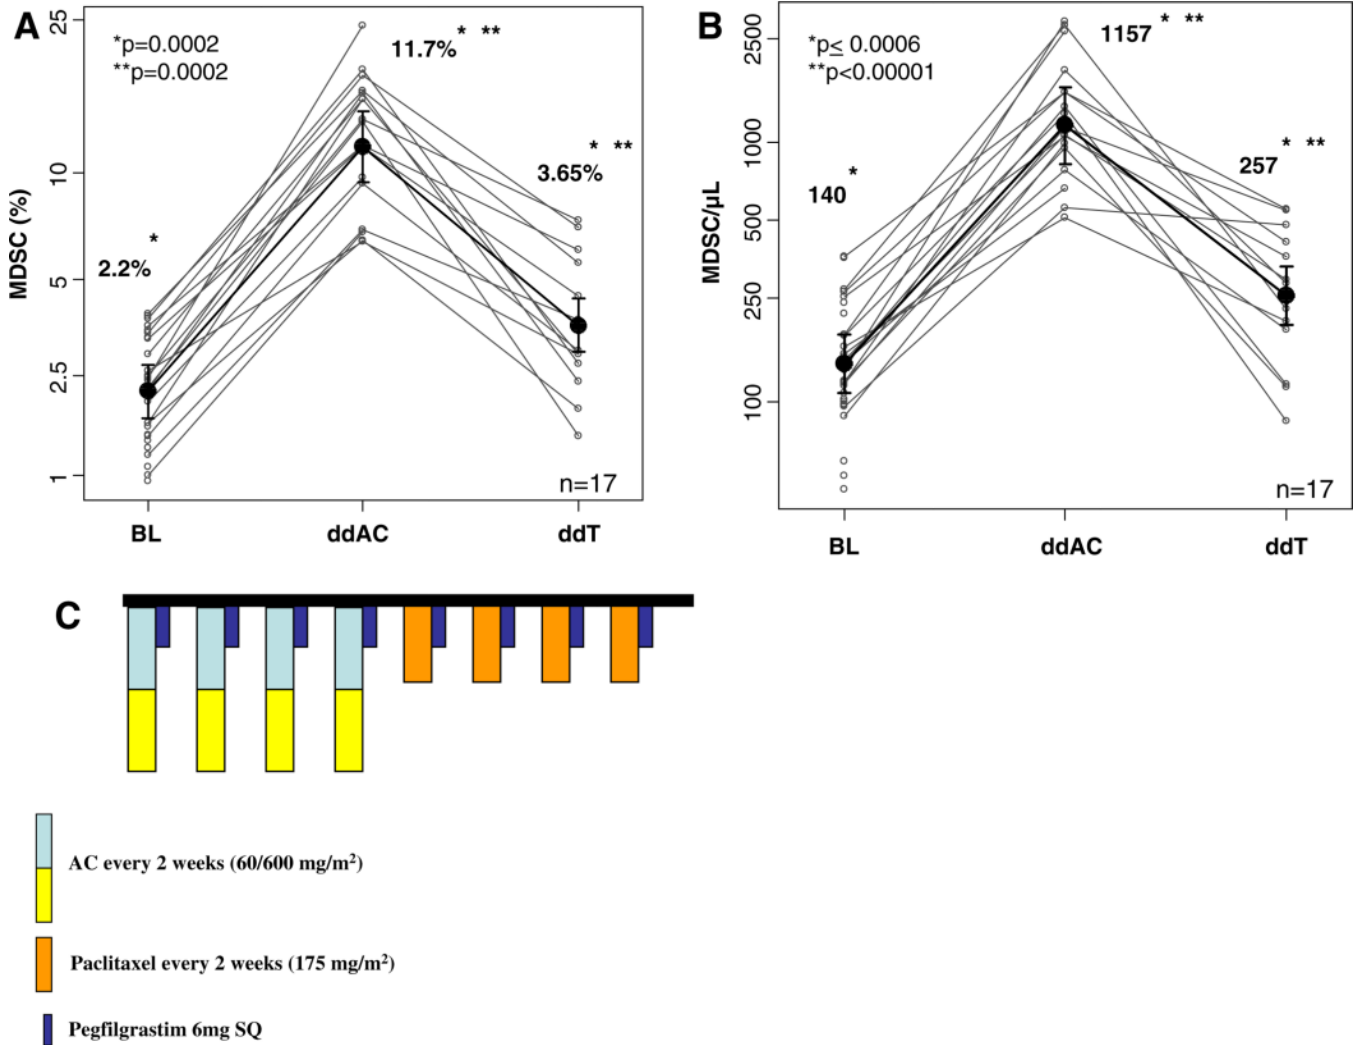 A
*p=0.0002
**p=0.0002
11.7%* **
* **
3.65%
*
2.2%
MDSC (%)
25
10
5
2.5
1
n=17
BL ddAC ddT
B
*p≤ 0.0006
**p<0.00001
1157* **
* **
257
*
140
MDSC/µL
2500
1000
500
250
100
n=17
BL ddAC ddT
C
AC every 2 weeks (60/600 mg/m²)
Paclitaxel every 2 weeks (175 mg/m²)
Pegfilgrastim 6mg SQ